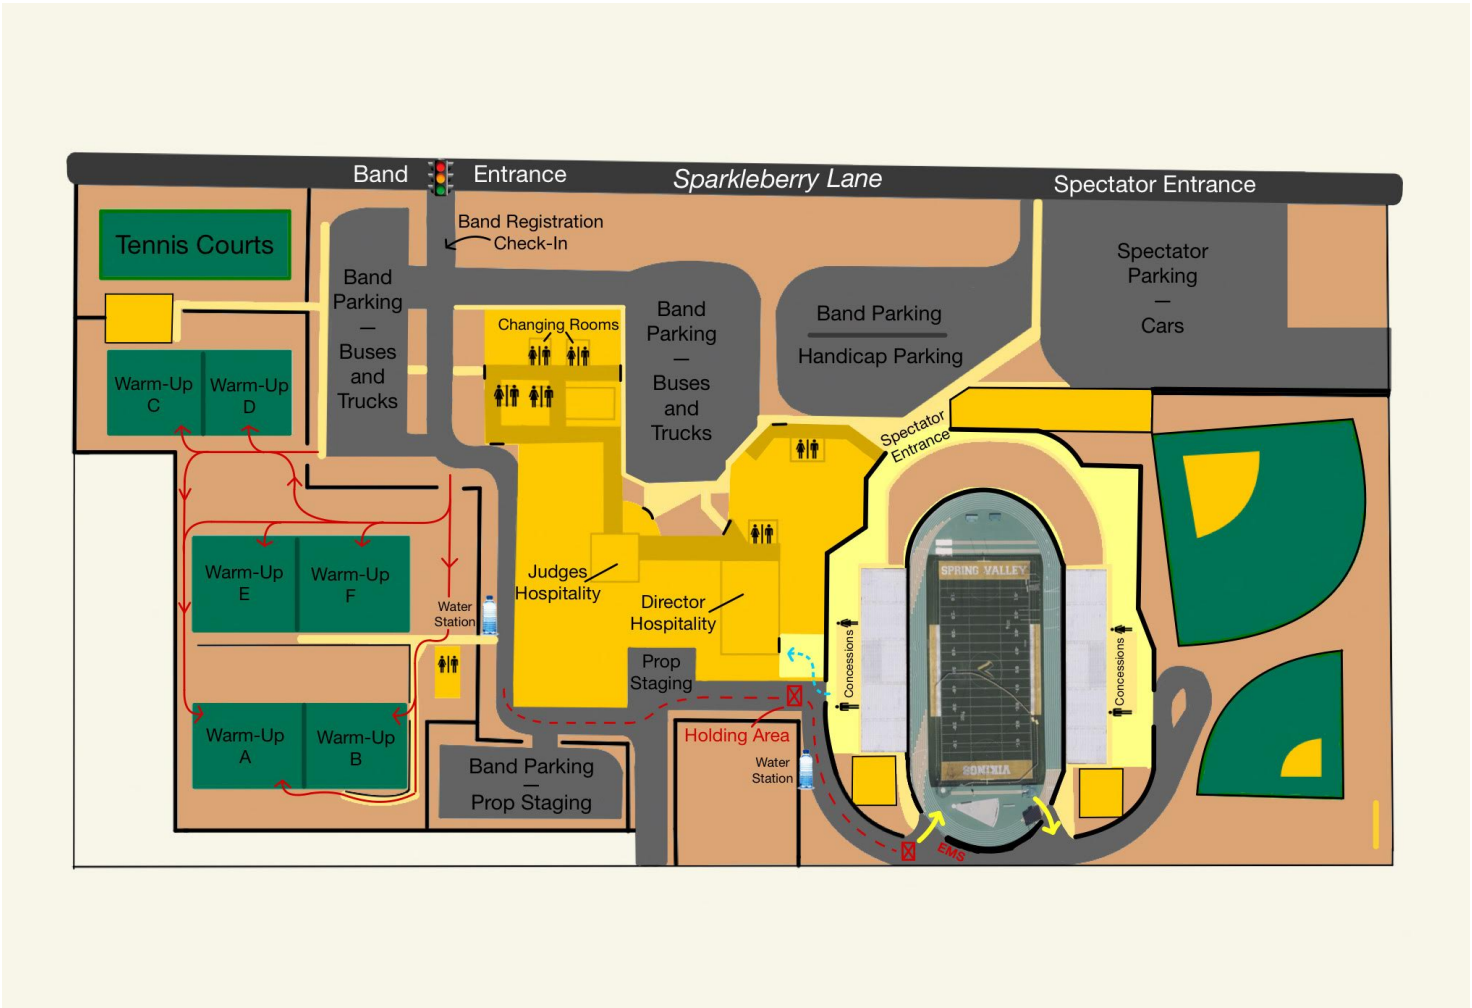 Band Entrance
Sparkleberry Lane
Spectator Entrance
Band Registration
Check-In
Tennis Courts
Band
Parking
—
Buses
and
Trucks
Changing Rooms
Band
Parking
—
Buses
and
Trucks
Band Parking
Handicap Parking
Spectator
Parking
—
Cars
Spectator
Entrance
Warm-Up
C
Warm-Up
D
Warm-Up
E
Warm-Up
F
Water
Station
Judges
Hospitality
Director
Hospitality
Prop
Staging
SPRING VALLEY
VIKINGS
Concessions
Concessions
Warm-Up
A
Warm-Up
B
Holding Area
Water
Station
Band Parking
—
Prop Staging
EMS